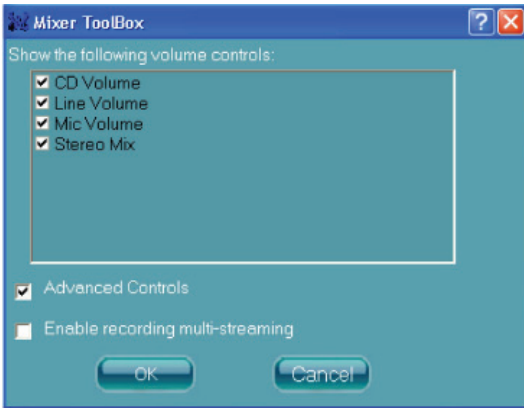 Mixer ToolBox
Show the following volume controls:
CD Volume
Line Volume
Mic Volume
Stereo Mix
Advanced Controls
Enable recording multi-streaming
OK Cancel